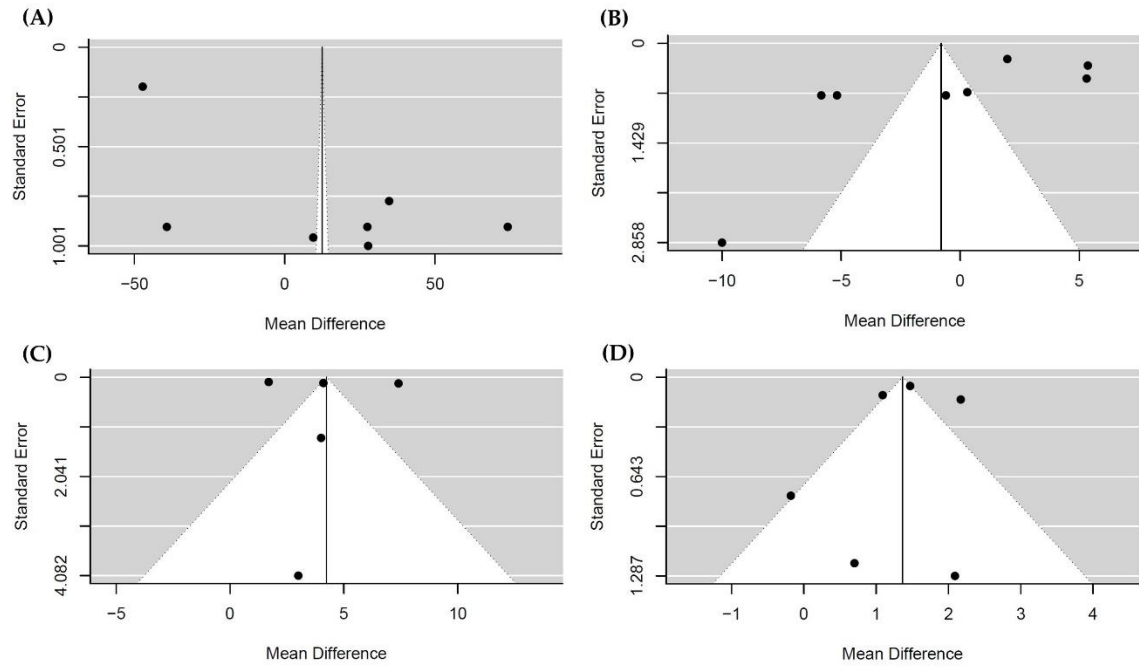 (A)
0
0.501
1.001
Standard Error
−50 0 50
Mean Difference
(B)
0
1.429
2.858
Standard Error
−10 −5 0 5
Mean Difference
(C)
0
2.041
4.082
Standard Error
−5 0 5 10
Mean Difference
(D)
0
0.643
1.287
Standard Error
−1 0 1 2 3 4
Mean Difference